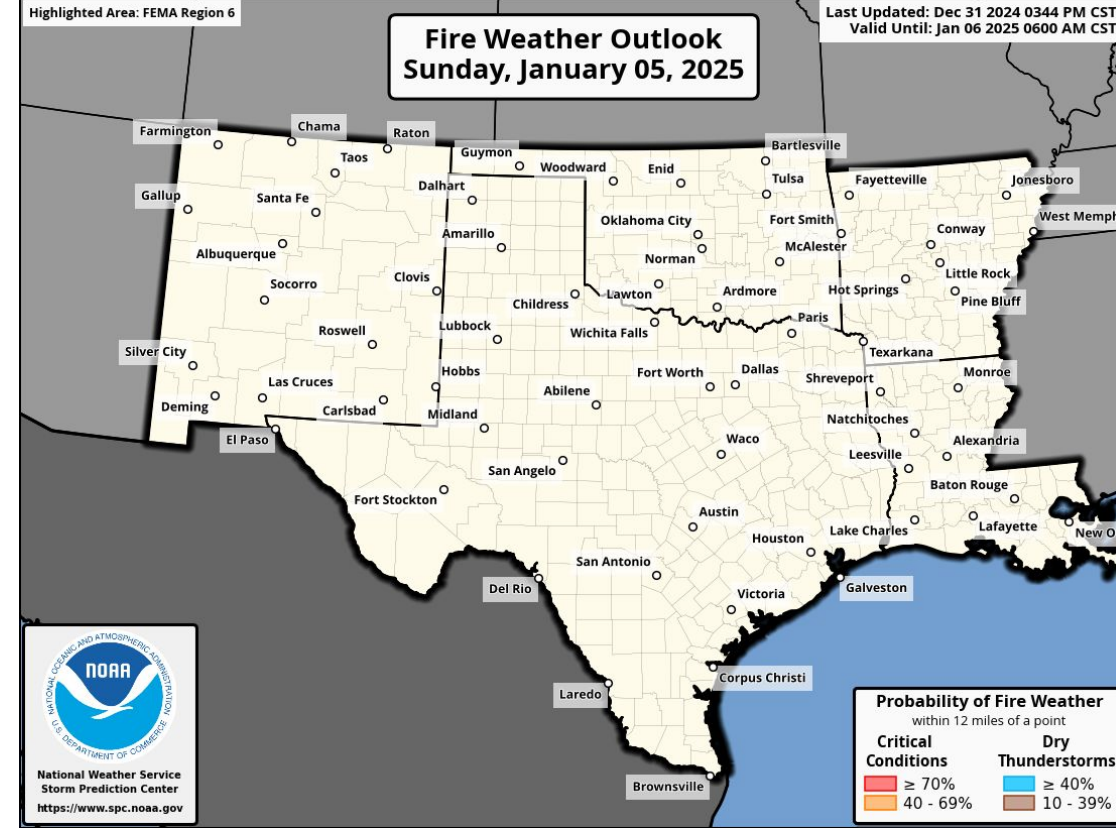 Highlighted Area: FEMA Region 6
Fire Weather Outlook
Sunday, January 05, 2025
Last Updated: Dec 31 2024 0344 PM CST
Valid Until: Jan 06 2025 0600 AM CST
Farmington
Chama
Raton
Taos
Guymon
Woodward
Enid
Bartlesville
Tulsa
Fayetteville
Jonesboro
Gallup
Santa Fe
Dalhart
Oklahoma City
Fort Smith
West Memph
Albuquerque
Amarillo
Norman
McAlester
Conway
Socorro
Clovis
Childress
Lawton
Ardmore
Hot Springs
Little Rock
Pine Bluff
Roswell
Lubbock
Wichita Falls
Paris
Texarkana
Silver City
Las Cruces
Hobbs
Abilene
Fort Worth
Dallas
Shreveport
Monroe
Deming
Carlsbad
Midland
Natchitoches
El Paso
San Angelo
Waco
Leesville
Alexandria
Fort Stockton
Austin
Baton Rouge
Houston
Lake Charles
Lafayette
New O
Del Rio
San Antonio
Victoria
Galveston
Laredo
Corpus Christi
Brownsville
NATIONAL OCEANIC AND ATMOSPHERIC ADMINISTRATION
NOAA
U.S. DEPARTMENT OF COMMERCE
National Weather Service
Storm Prediction Center
https://www.spc.noaa.gov
Probability of Fire Weather
within 12 miles of a point
Critical
Conditions
≥ 70%
40 - 69%
Dry
Thunderstorms
≥ 40%
10 - 39%